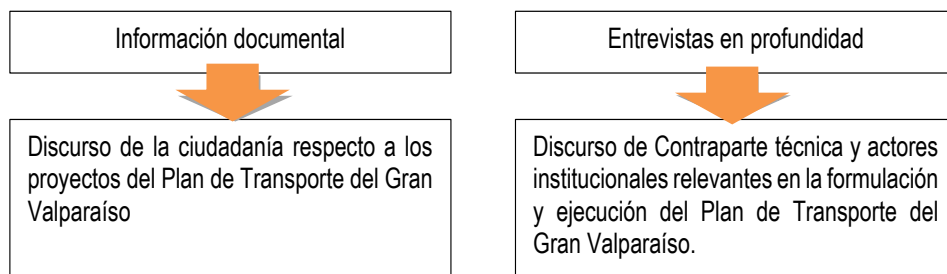 Información documental
Entrevistas en profundidad
Discurso de la ciudadanía respecto a los
proyectos del Plan de Transporte del Gran
Valparaíso
Discurso de Contraparte técnica y actores
institucionales relevantes en la formulación
y ejecución del Plan de Transporte del
Gran Valparaíso.